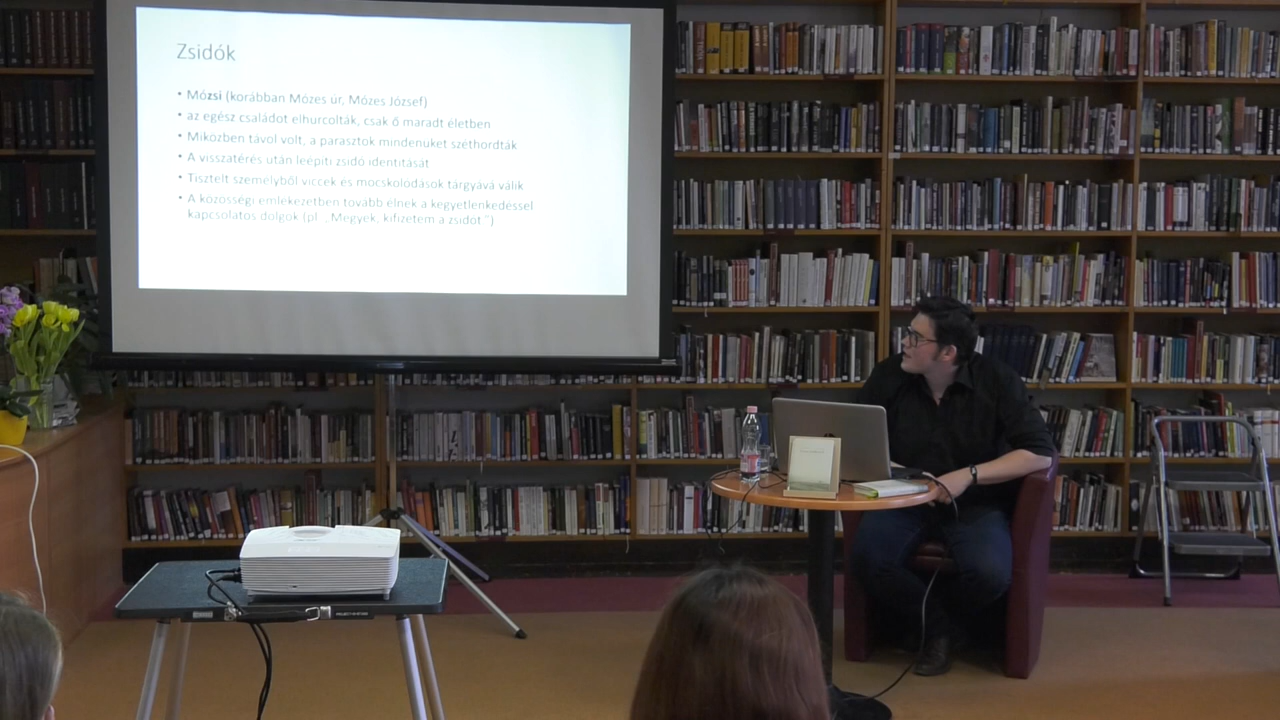 Zsidók
• Mózsi (korábban Mózes úr, Mózes József)
• az egész családot elhurcolták, csak ő maradt életben
• Miközben távol volt, a parasztok mindenüket széthordták
• A visszatérés után leépíti zsidó identitását
• Tisztelt személyből viccek és mocskolódások tárgyává válik
• A közösségi emlékezetben tovább élnek a kegyetlenkedéssel
kapcsolatos dolgok (pl. „Megyek, kifizetem a zsidót.")